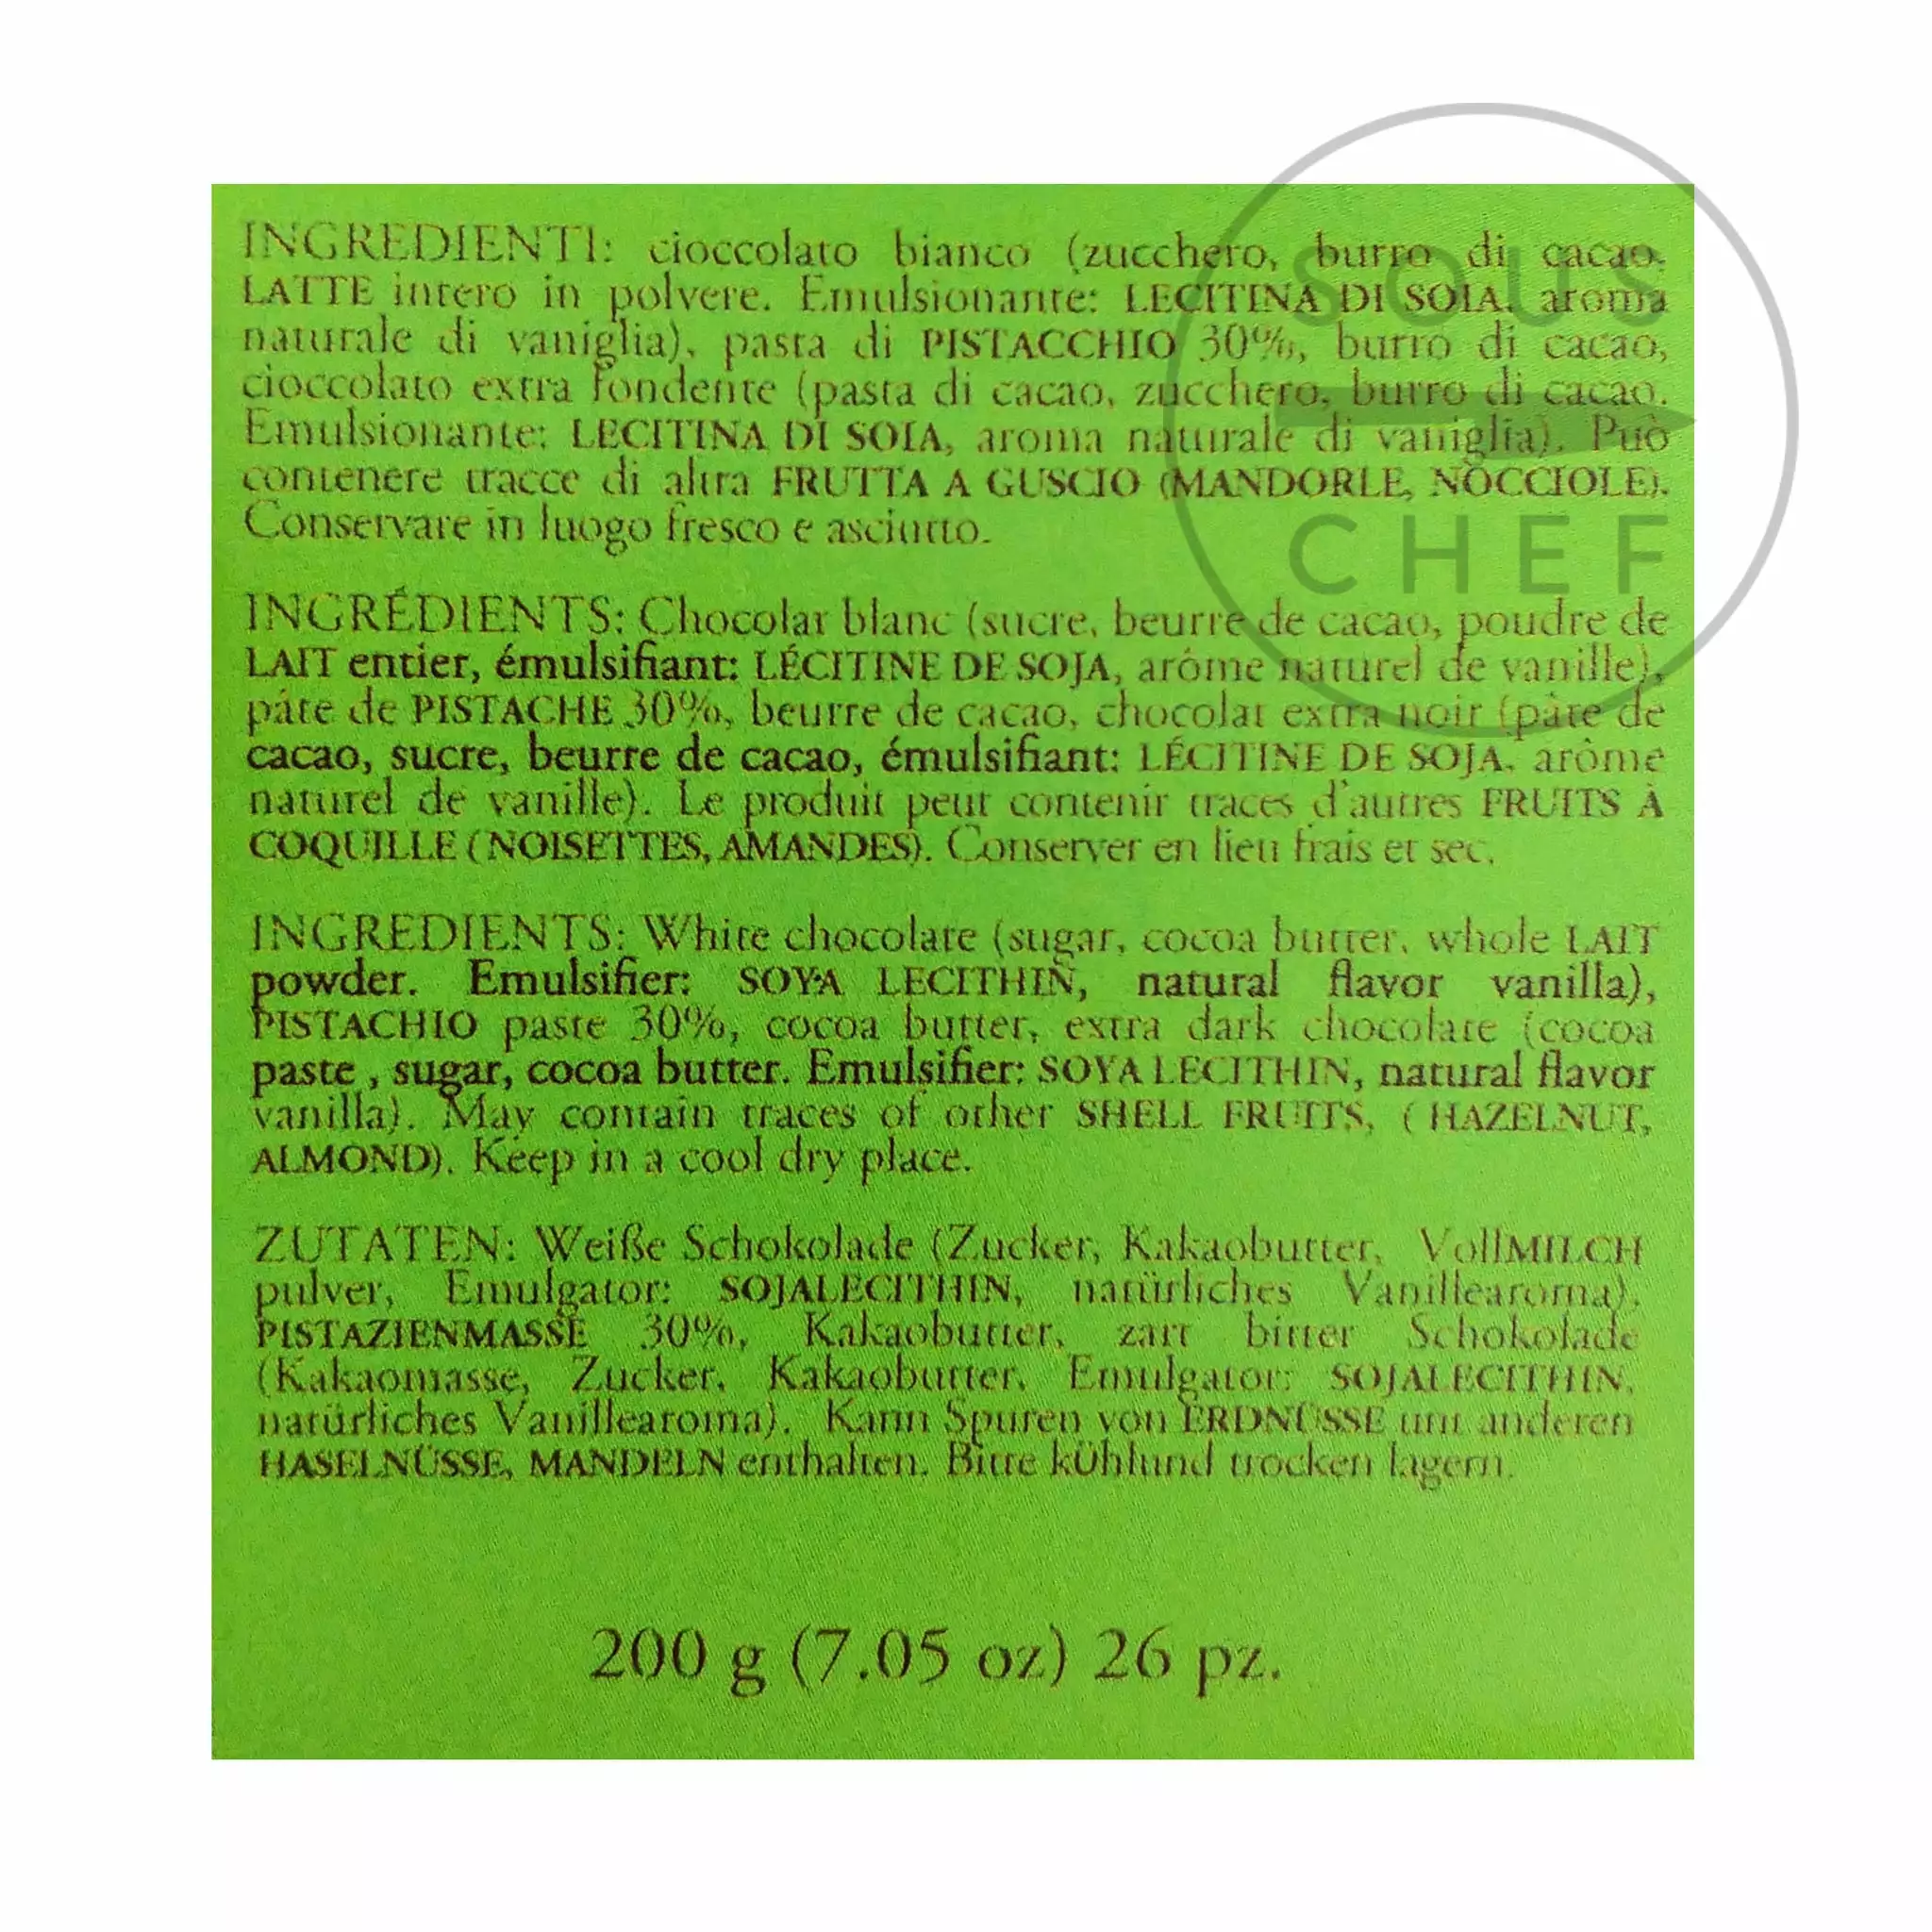 INGREDIENTI: cioccolato bianco (zucchero, burro di cacao,
LATTE intero in polvere. Emulsionante: LECITINA DI SOIA, aroma
naturale di vaniglia), pasta di PISTACCHIO 30%, burro di cacao,
cioccolato extra fondente (pasta di cacao, zucchero, burro di cacao.
Emulsionante: LECITINA DI SOIA, aroma naturale di vaniglia). Può
contenere tracce di altra FRUTTA A GUSCIO (MANDORLE, NOCCIOLE).
Conservare in luogo fresco e asciutto.
INGRÉDIENTS: Chocolat blanc (sucre, beurre de cacao, poudre de
LAIT entier, émulsifiant: LÉCITINE DE SOJA, arôme naturel de vanille),
pâte de PISTACHE 30%, beurre de cacao, chocolat extra noir (pâte de
cacao, sucre, beurre de cacao, émulsifiant: LÉCITINE DE SOJA, arôme
naturel de vanille). Le produit peut contenir traces d'autres FRUITS À
COQUILLE (NOISETTES, AMANDES). Conserver en lieu frais et sec.
INGREDIENTS: White chocolate (sugar, cocoa butter, whole LAIT
powder. Emulsifier: SOYA LECITHIN, natural flavor vanilla),
PISTACHIO paste 30%, cocoa butter, extra dark chocolate (cocoa
paste , sugar, cocoa butter. Emulsifier: SOYA LECITHIN, natural flavor
vanilla). May contain traces of other SHELL FRUITS, ( HAZELNUT,
ALMOND). Keep in a cool dry place.
ZUTATEN: Weiße Schokolade (Zucker, Kakaobutter, VollMILCH
pulver, Emulgator: SOJALECITHIN, natürliches Vanillearoma),
PISTAZIENMASSE 30%, Kakaobutter, zart bitter Schokolade
(Kakaomasse, Zucker, Kakaobutter, Emulgator: SOJALECITHIN,
natürliches Vanillearoma). Kann Spuren von ERDNÜSSE unt anderen
HASELNÜSSE, MANDELN enthalten. Bitte kÜhlund trocken lagern.
200 g (7.05 oz) 26 pz.
SOUS
CHEF